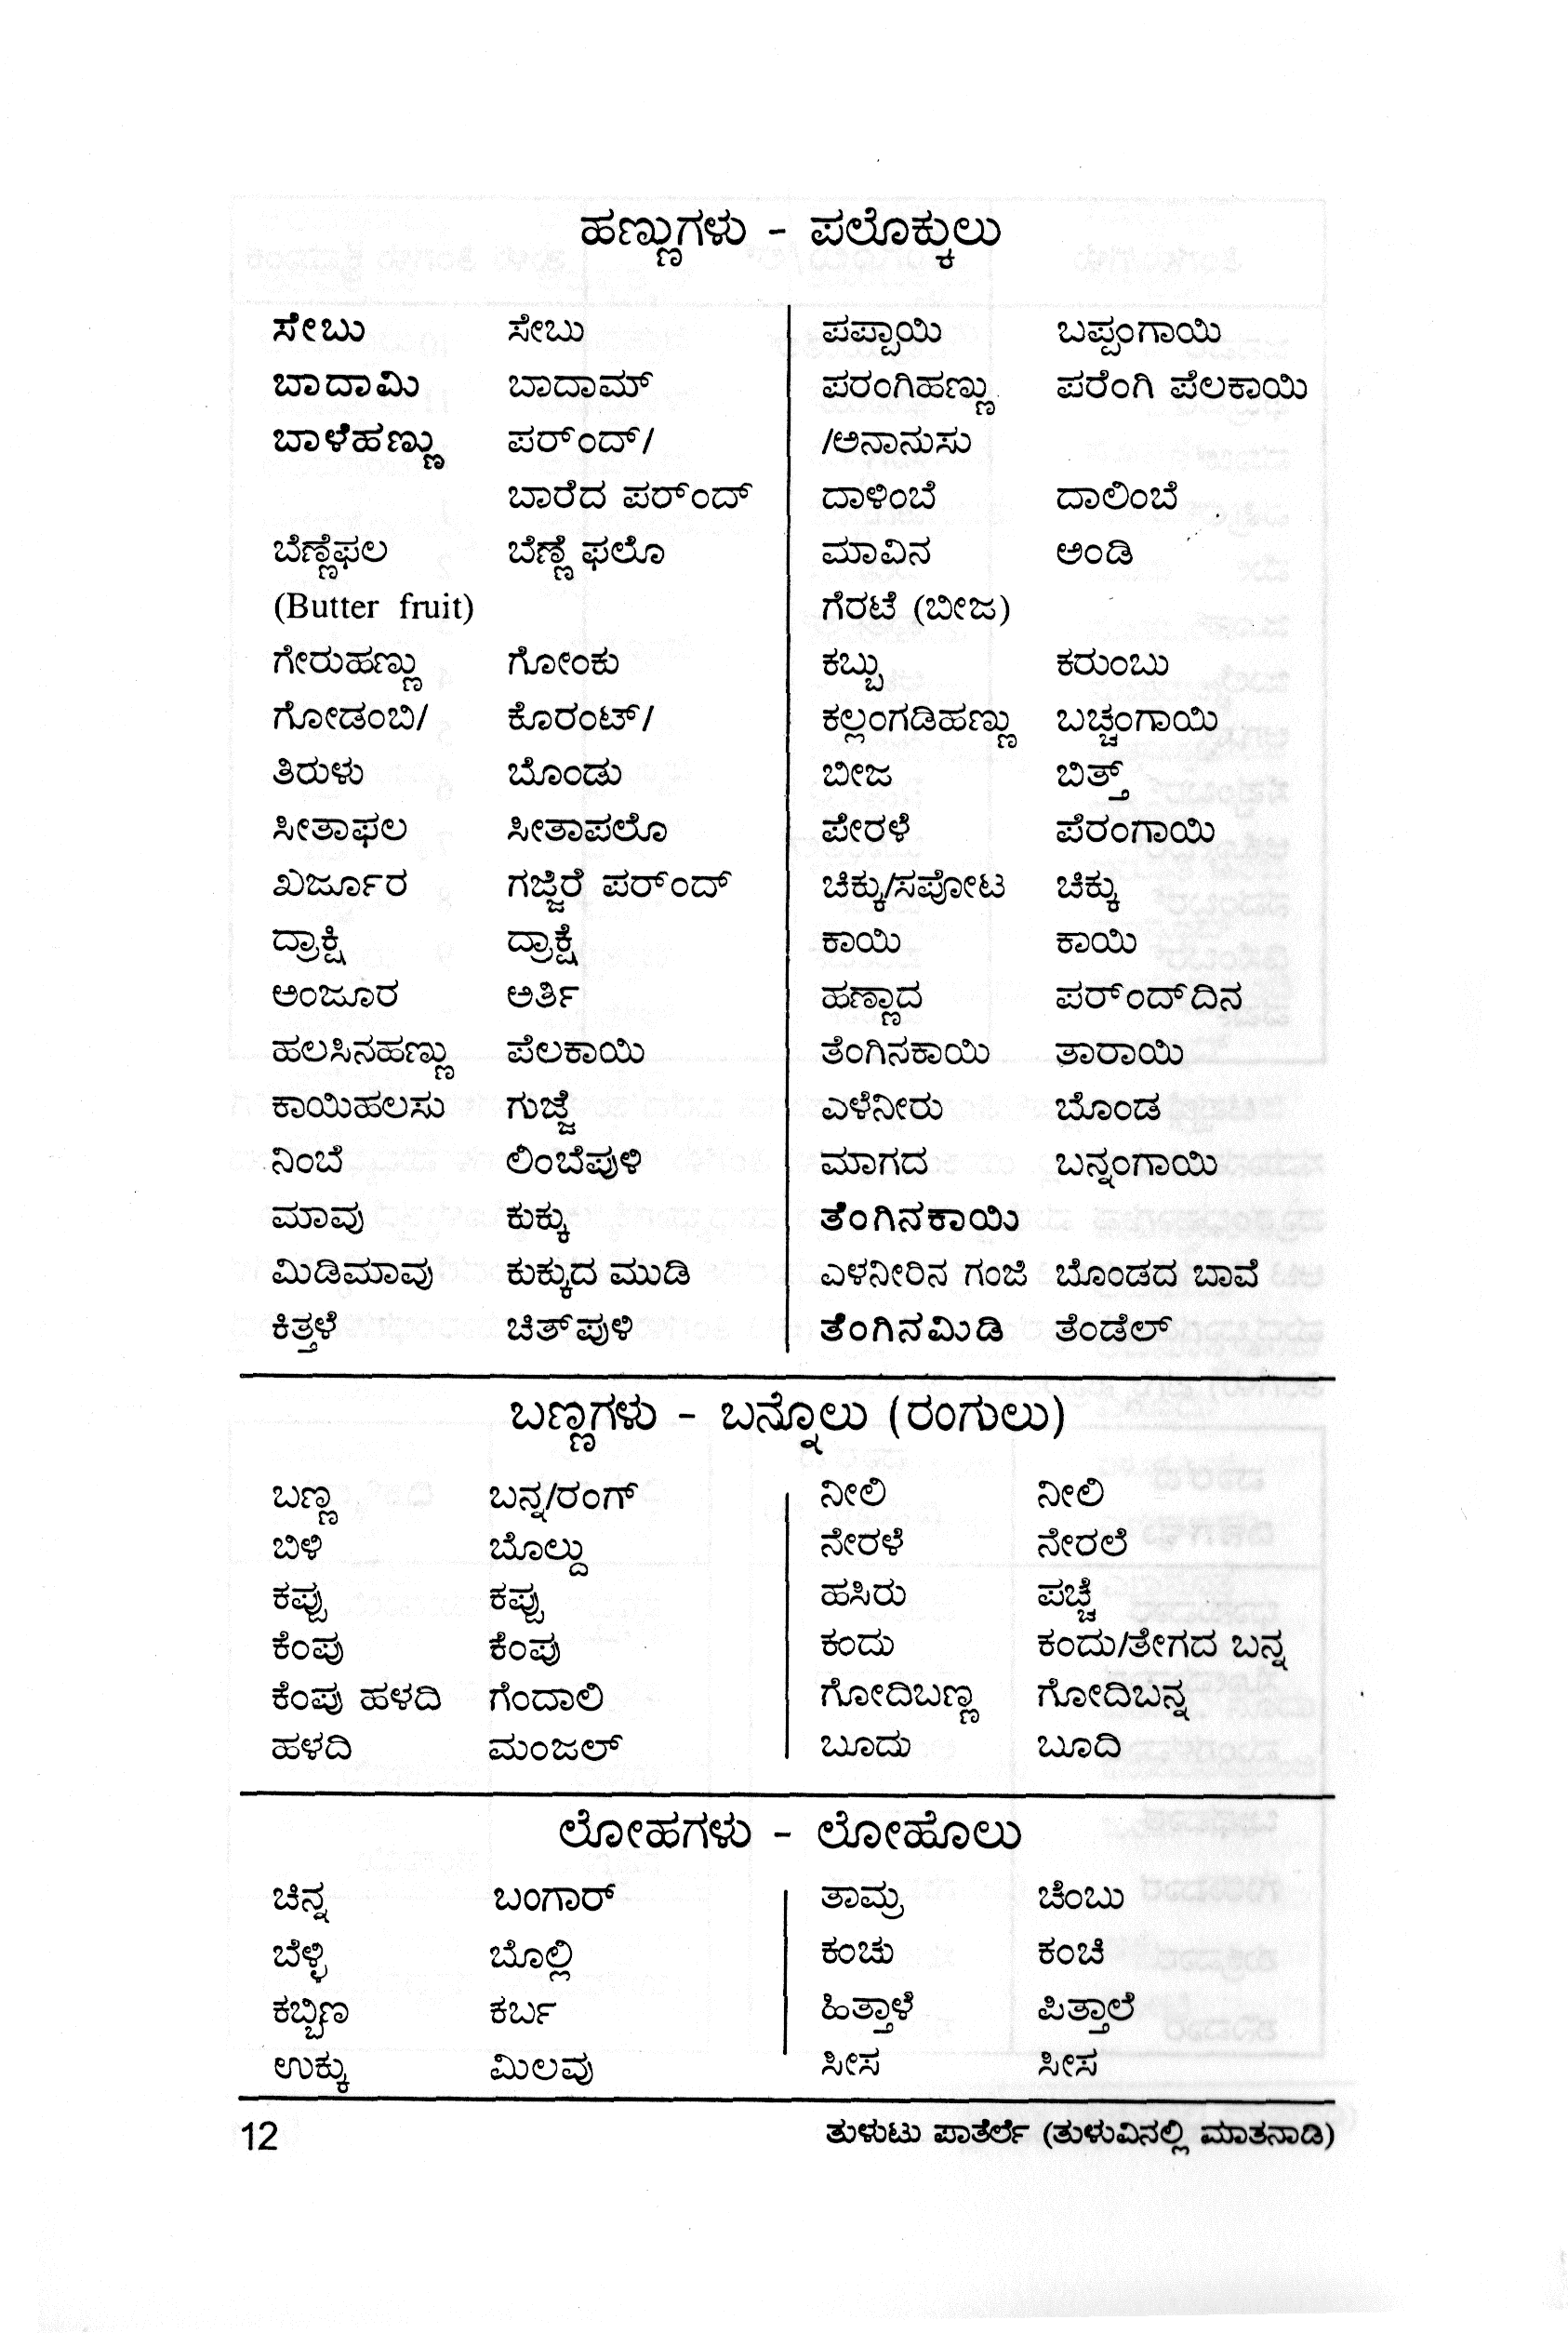 ಹಣ್ಣುಗಳು - ಪಲೊಕ್ಕುಲು
ಸೇಬು ಸೇಬು
ಬಾದಾಮಿ ಬಾದಾಮ್
ಬಾಳೆಹಣ್ಣು ಪರ್‌ಂದ್/
ಬಾರೆದ ಪರ್‌ಂದ್
ಬೆಣ್ಣೆಫಲ ಬೆಣ್ಣೆ ಫಲೊ
(Butter fruit)
ಗೇರುಹಣ್ಣು ಗೋಂಕು
ಗೋಡಂಬಿ/ ಕೊರಂಟ್/
ತಿರುಳು ಬೊಂಡು
ಸೀತಾಫಲ ಸೀತಾಪಲೊ
ಖರ್ಜೂರ ಗಜ್ಜಿರೆ ಪರ್‌ಂದ್
ದ್ರಾಕ್ಷಿ ದ್ರಾಕ್ಷೆ
ಅಂಜೂರ ಅರ್ತಿ
ಹಲಸಿನಹಣ್ಣು ಪೆಲಕಾಯಿ
ಕಾಯಿಹಲಸು ಗುಜ್ಜೆ
ನಿಂಬೆ ಲಿಂಬೆಪುಳಿ
ಮಾವು ಕುಕ್ಕು
ಮಿಡಿಮಾವು ಕುಕ್ಕುದ ಮುಡಿ
ಕಿತ್ತಳೆ ಚಿತ್‌ಪುಳಿ
ಪಪ್ಪಾಯಿ ಬಪ್ಪಂಗಾಯಿ
ಪರಂಗಿಹಣ್ಣು ಪರೆಂಗಿ ಪೆಲಕಾಯಿ
/ಅನಾನುಸು
ದಾಳಿಂಬೆ ದಾಲಿಂಬೆ
ಮಾವಿನ ಅಂಡಿ
ಗೆರಟೆ (ಬೀಜ)
ಕಬ್ಬು ಕರುಂಬು
ಕಲ್ಲಂಗಡಿಹಣ್ಣು ಬಚ್ಚಂಗಾಯಿ
ಬೀಜ ಬಿತ್ತ್
ಪೇರಳೆ ಪೆರಂಗಾಯಿ
ಚಿಕ್ಕು/ಸಪೋಟ ಚಿಕ್ಕು
ಕಾಯಿ ಕಾಯಿ
ಹಣ್ಣಾದ ಪರ್‌ಂದ್‌ದಿನ
ತೆಂಗಿನಕಾಯಿ ತಾರಾಯಿ
ಎಳೆನೀರು ಬೊಂಡ
ಮಾಗದ ಬನ್ನಂಗಾಯಿ
ತೆಂಗಿನಕಾಯಿ
ಎಳನೀರಿನ ಗಂಜಿ ಬೊಂಡದ ಬಾವೆ
ತೆಂಗಿನಮಿಡಿ ತೆಂಡೆಲ್
ಬಣ್ಣಗಳು - ಬನ್ನೊಲು (ರಂಗುಲು)
ಬಣ್ಣ ಬನ್ನ/ರಂಗ್
ಬಿಳಿ ಬೊಲ್ದು
ಕಪ್ಪು ಕಪ್ಪು
ಕೆಂಪು ಕೆಂಪು
ಕೆಂಪು ಹಳದಿ ಗೆಂದಾಲಿ
ಹಳದಿ ಮಂಜಲ್
ನೀಲಿ ನೀಲಿ
ನೇರಳೆ ನೇರಲೆ
ಹಸಿರು ಪಚ್ಚೆ
ಕಂದು ಕಂದು/ತೇಗದ ಬನ್ನ
ಗೋದಿಬಣ್ಣ ಗೋದಿಬನ್ನ
ಬೂದು ಬೂದಿ
ಲೋಹಗಳು - ಲೋಹೊಲು
ಚಿನ್ನ ಬಂಗಾರ್
ಬೆಳ್ಳಿ ಬೊಲ್ಲಿ
ಕಬ್ಬಿಣ ಕರ್ಬ
ಉಕ್ಕು ಮಿಲವು
ತಾಮ್ರ ಚೆಂಬು
ಕಂಚು ಕಂಚಿ
ಹಿತ್ತಾಳೆ ಪಿತ್ತಾಲೆ
ಸೀಸ ಸೀಸ
12 ತುಳುಟು ಪಾತೆರ್ಲೆ (ತುಳುವಿನಲ್ಲಿ ಮಾತನಾಡಿ)